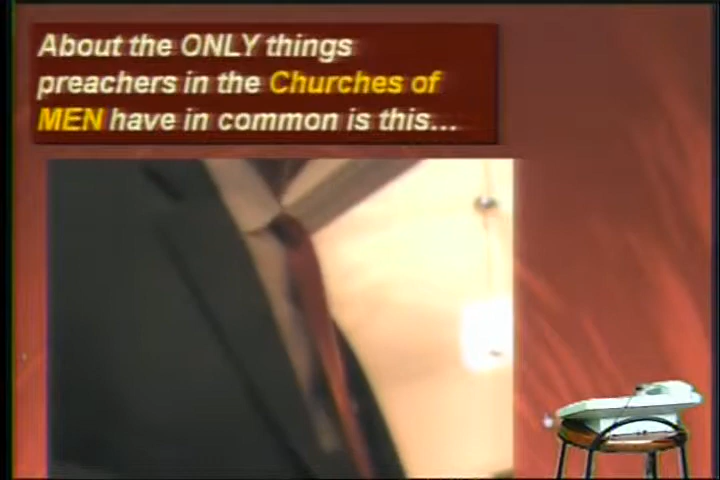 About the ONLY things
preachers in the Churches of
MEN have in common is this...